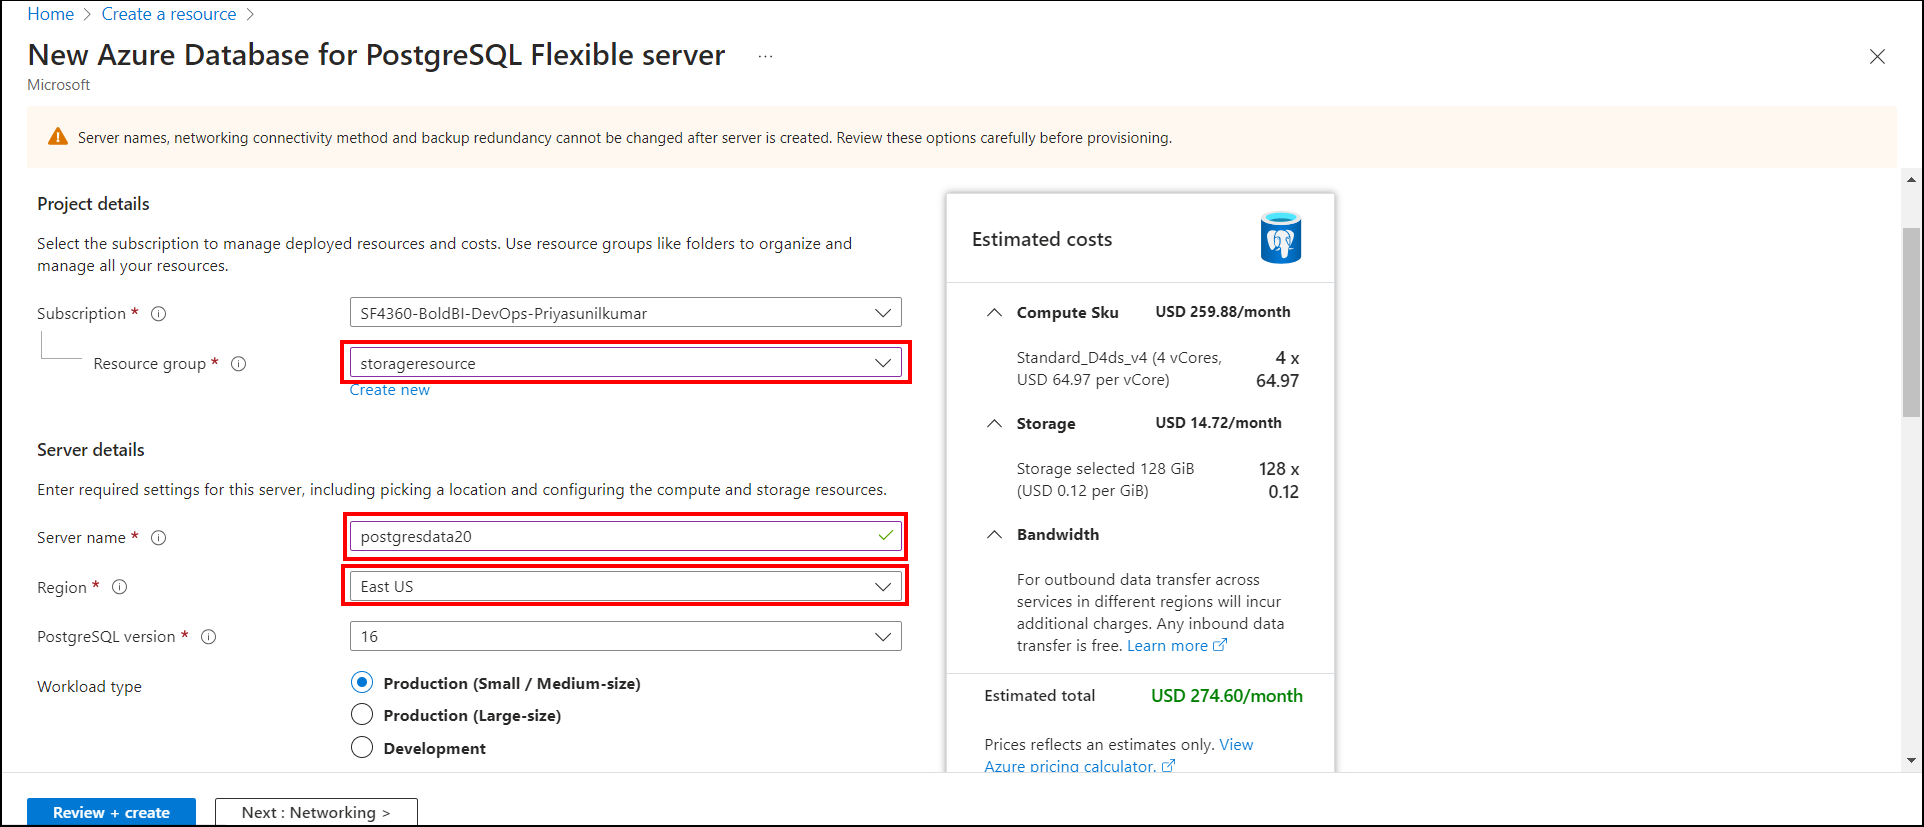 Home > Create a resource >
New Azure Database for PostgreSQL Flexible server ...
Microsoft
Server names, networking connectivity method and backup redundancy cannot be changed after server is created. Review these options carefully before provisioning.
Project details
Select the subscription to manage deployed resources and costs. Use resource groups like folders to organize and
manage all your resources.
Subscription *
SF4360-BoldBI-DevOps-Priyasunilkumar
Resource group *
storageresource
Create new
Server details
Enter required settings for this server, including picking a location and configuring the compute and storage resources.
Server name *
postgresdata20
Region *
East US
PostgreSQL version *
16
Workload type
Production (Small / Medium-size)
Production (Large-size)
Development
Estimated costs
Compute Sku USD 259.88/month
Standard_D4ds_v4 (4 vCores, 4 x
USD 64.97 per vCore) 64.97
Storage USD 14.72/month
Storage selected 128 GiB 128 x
(USD 0.12 per GiB) 0.12
Bandwidth
For outbound data transfer across
services in different regions will incur
additional charges. Any inbound data
transfer is free. Learn more
Estimated total USD 274.60/month
Prices reflects an estimates only. View
Azure pricing calculator.
Review + create
Next : Networking >